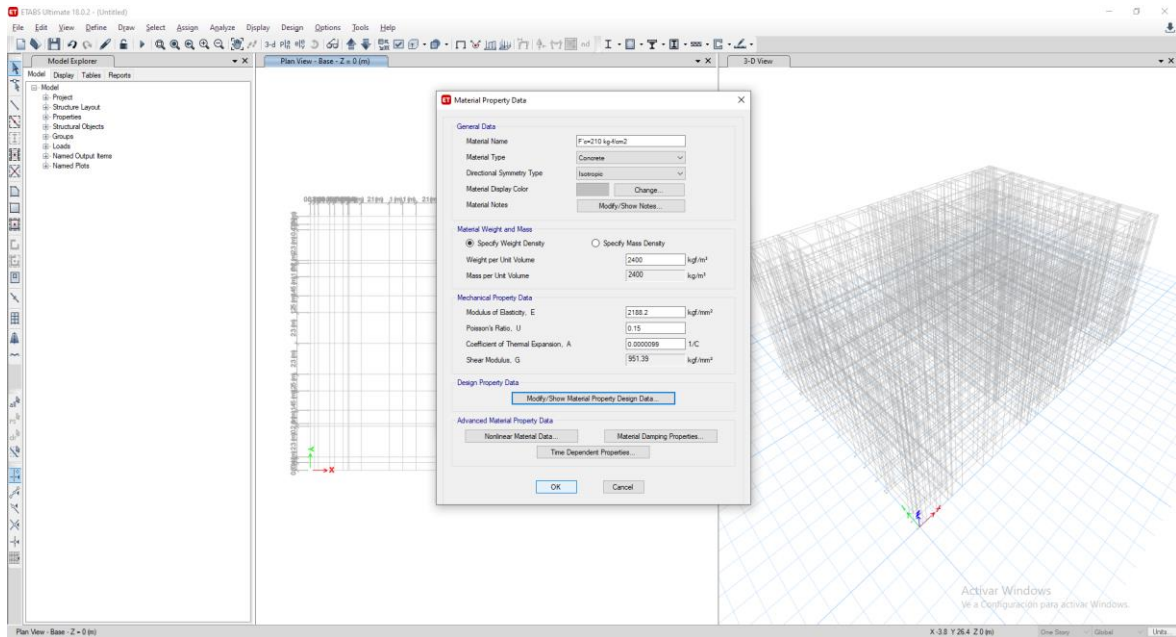 ETABS Ultimate 18.0.2 - (Untitled)
File Edit View Define Draw Select Assign Analyze Display Design Options Tools Help
Model Explorer
Model Display Tables Reports
Model
Project
Structure Layout
Properties
Structural Objects
Groups
Loads
Named Output Items
Named Plots
Plan View - Base - Z = 0 (m)
X
3-D View
Material Property Data
General Data
Material Name
Material Type Concrete
Directional Symmetry Type Isotropic
Material Display Color Change...
Material Notes Modify/Show Notes...
Material Weight and Mass
Specify Weight Density Specify Mass Density
Weight per Unit Volume 2400 kgf/m³
Mass per Unit Volume 2400 kg/m³
Mechanical Property Data
Modulus of Elasticity, E 2188.2 kgf/mm²
Poisson's Ratio, U 0.15
Coefficient of Thermal Expansion, A 0.0000099 1/C
Shear Modulus, G 951.39 kgf/mm²
Design Property Data
Modify/Show Material Property Design Data...
Advanced Material Property Data
Nonlinear Material Data... Material Damping Properties...
Time Dependent Properties...
OK Cancel
Activar Windows
Ve a Configuración para activar Windows.
Plan View - Base - Z = 0 (m) X -3.8 Y 26.4 Z 0 (m) One Story Global Units